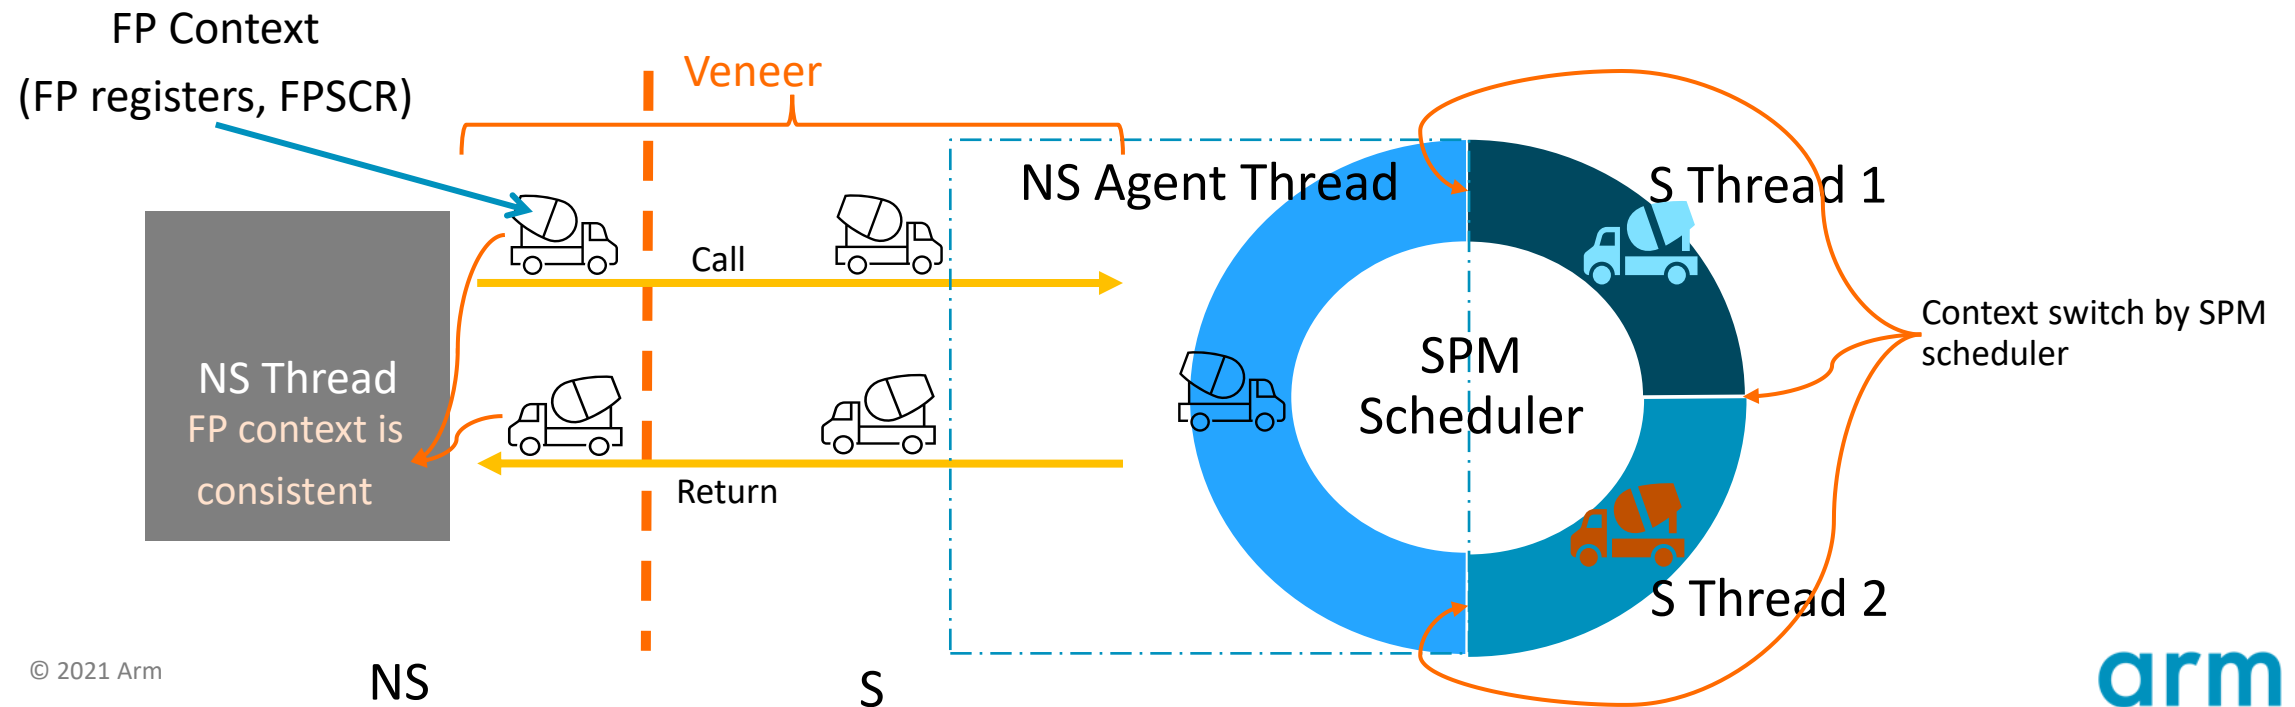 FP Context
(FP registers, FPSCR)
Veneer
NS Agent Thread
S Thread 1
Call
Context switch by SPM
scheduler
SPM
Scheduler
NS Thread
FP context is
consistent
Return
S Thread 2
© 2021 Arm
NS
S
arm